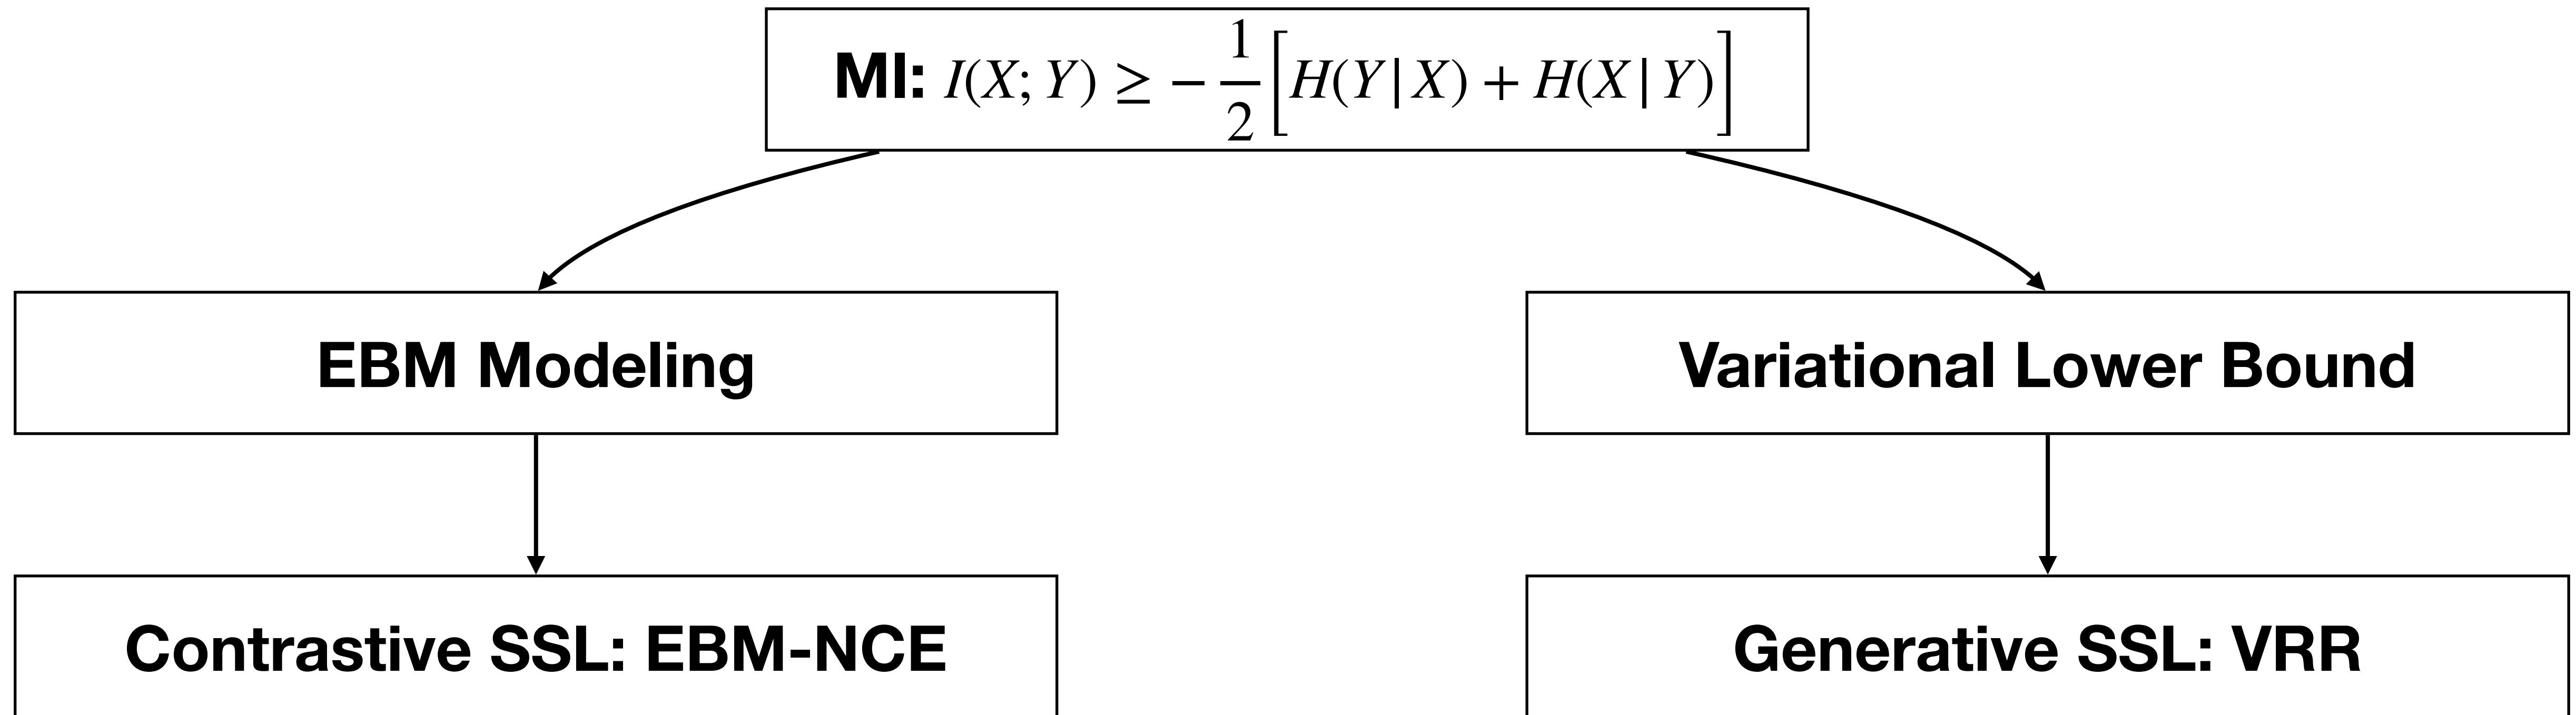 MI: I(X; Y) ≥ − 1/2 [H(Y|X) + H(X|Y)]
EBM Modeling
Variational Lower Bound
Contrastive SSL: EBM-NCE
Generative SSL: VRR